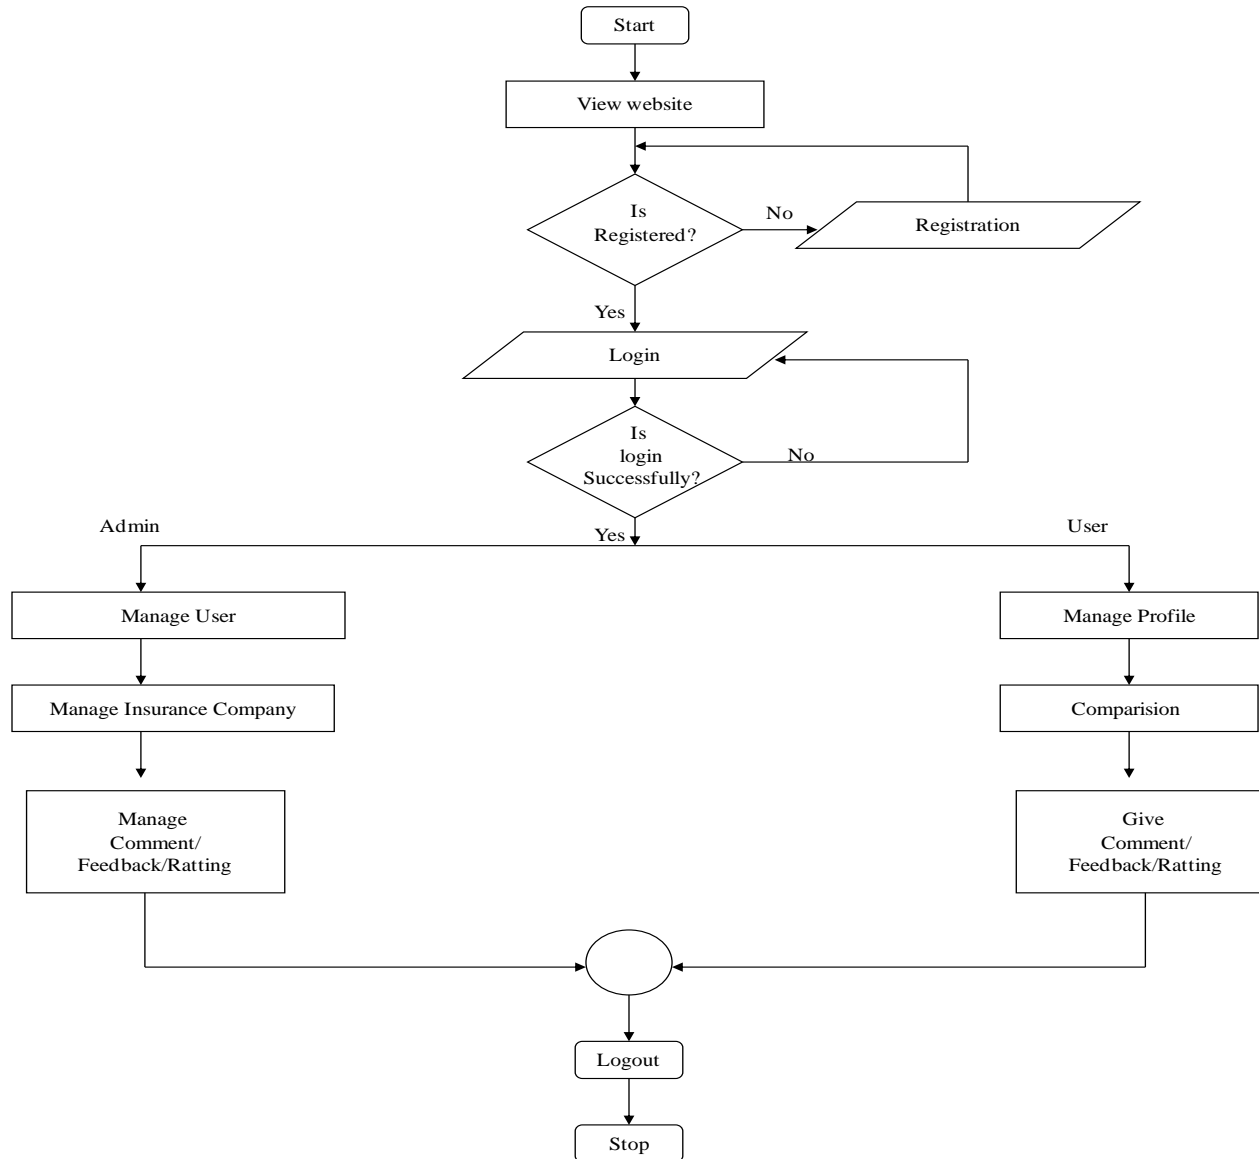 Start
View website
Is
Registered?
No
Registration
Yes
Login
Is
login
Successfully?
No
Admin
Yes
User
Manage User
Manage Profile
Manage Insurance Company
Comparision
Manage
Comment/
Feedback/Ratting
Give
Comment/
Feedback/Ratting
Logout
Stop